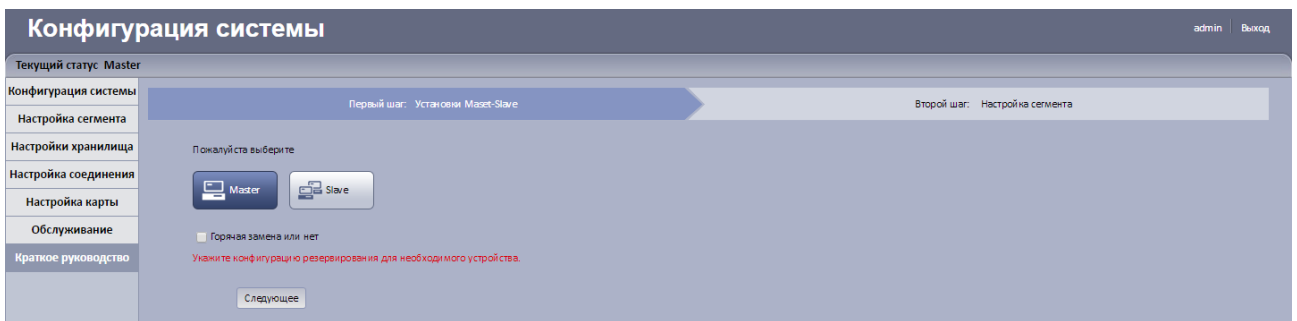 Конфигурация системы
admin Выход
Текущий статус Master
Конфигурация системы
Настройка сегмента
Настройки хранилища
Настройка соединения
Настройка карты
Обслуживание
Краткое руководство
Первый шаг: Установки Maset-Slave
Второй шаг: Настройка сегмента
Пожалуйста выберите
Master
Slave
Горячая замена или нет
Укажите конфигурацию резервирования для необходимого устройства.
Следующее